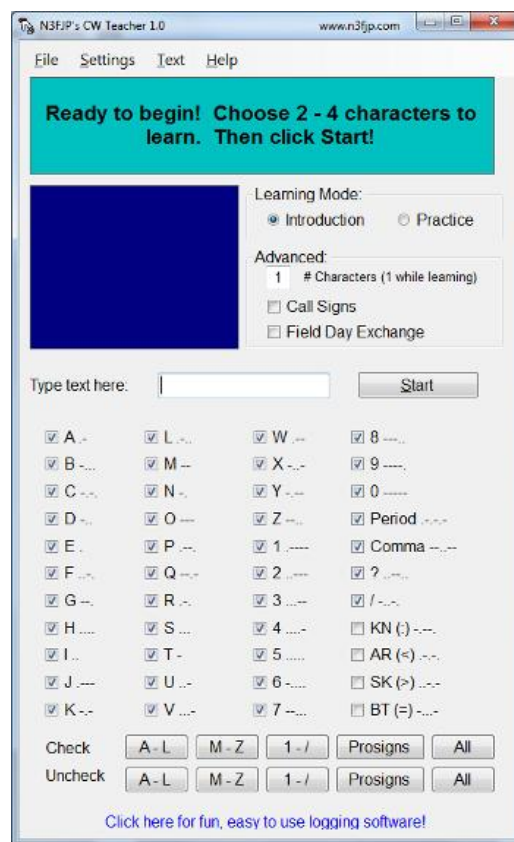 N3FJP's CW Teacher 1.0 www.n3fjp.com
File Settings Text Help
Ready to begin! Choose 2 - 4 characters to
learn. Then click Start!
Learning Mode:
Introduction Practice
Advanced:
1 # Characters (1 while learning)
Call Signs
Field Day Exchange
Type text here: Start
A .- L .-.. W .-- 8 ---..
B -... M -- X -..- 9 ----.
C -.-. N -. Y -.-- 0 -----
D -.. O --- Z --.. Period .-.-.-
E . P .--. 1 .---- Comma --..--
F ..-. Q --.- 2 ..--- ? ..--..
G --. R .-. 3 ...-- / -..-.
H .... S ... 4 ....- KN (:) -.--.
I .. T - 5 ..... AR (<) .-.-.
J .--- U ..- 6 -.... SK (>) ...-.-
K -.- V ...- 7 --... BT (=) -...-
Check A - L M - Z 1 - / Prosigns All
Uncheck A - L M - Z 1 - / Prosigns All
Click here for fun, easy to use logging software!